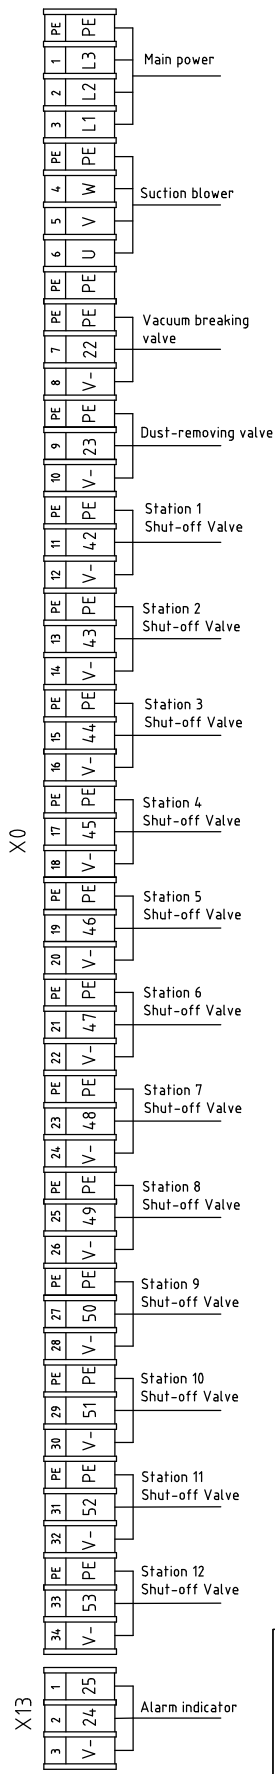 X0
PE PE
1 L3
2 L2
3 L1
Main power
PE PE
4 W
5 V
6 U
Suction blower
PE PE
PE PE
7 22
8 V-
Vacuum breaking
valve
PE PE
9 23
10 V-
Dust-removing valve
PE PE
11 42
12 V-
Station 1
Shut-off Valve
PE PE
13 43
14 V-
Station 2
Shut-off Valve
PE PE
15 44
16 V-
Station 3
Shut-off Valve
PE PE
17 45
18 V-
Station 4
Shut-off Valve
PE PE
19 46
20 V-
Station 5
Shut-off Valve
PE PE
21 47
22 V-
Station 6
Shut-off Valve
PE PE
23 48
24 V-
Station 7
Shut-off Valve
PE PE
25 49
26 V-
Station 8
Shut-off Valve
PE PE
27 50
28 V-
Station 9
Shut-off Valve
PE PE
29 51
30 V-
Station 10
Shut-off Valve
PE PE
31 52
32 V-
Station 11
Shut-off Valve
PE PE
33 53
34 V-
Station 12
Shut-off Valve
X13
1 25
2 24
3 V-
Alarm indicator